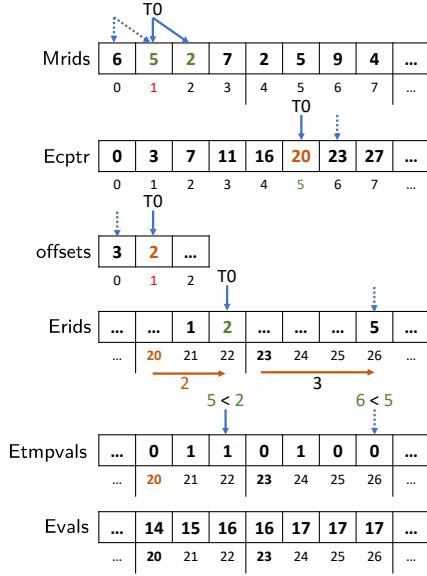 T0
Mrids 6 5 2 7 2 5 9 4 ...
0 1 2 3 4 5 6 7 ...
T0
Ecptr 0 3 7 11 16 20 23 27 ...
0 1 2 3 4 5 6 7 ...
T0
offsets 3 2 ...
0 1 2
T0
Erids ... ... 1 2 ... ... ... 5 ...
... 20 21 22 23 24 25 26 ...
2 3
5 < 2 6 < 5
Etmpvals ... 0 1 1 0 1 0 0 ...
... 20 21 22 23 24 25 26 ...
Evals ... 14 15 16 16 17 17 17 ...
... 20 21 22 23 24 25 26 ...